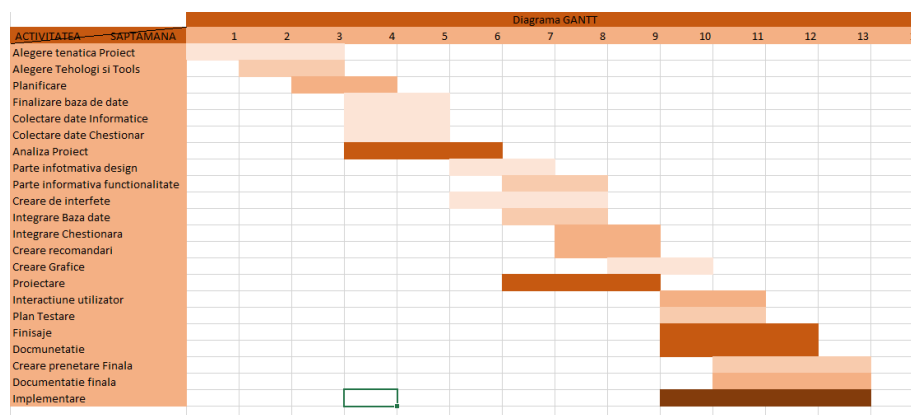 Diagrama GANTT
ACTIVITATEA SAPTAMANA 1 2 3 4 5 6 7 8 9 10 11 12 13
Alegere tenatica Proiect
Alegere Tehologi si Tools
Planificare
Finalizare baza de date
Colectare date Informatice
Colectare date Chestionar
Analiza Proiect
Parte infotmativa design
Parte informativa functionalitate
Creare de interfete
Integrare Baza date
Integrare Chestionara
Creare recomandari
Creare Grafice
Proiectare
Interactiune utilizator
Plan Testare
Finisaje
Docmunetatie
Creare prenetare Finala
Documentatie finala
Implementare